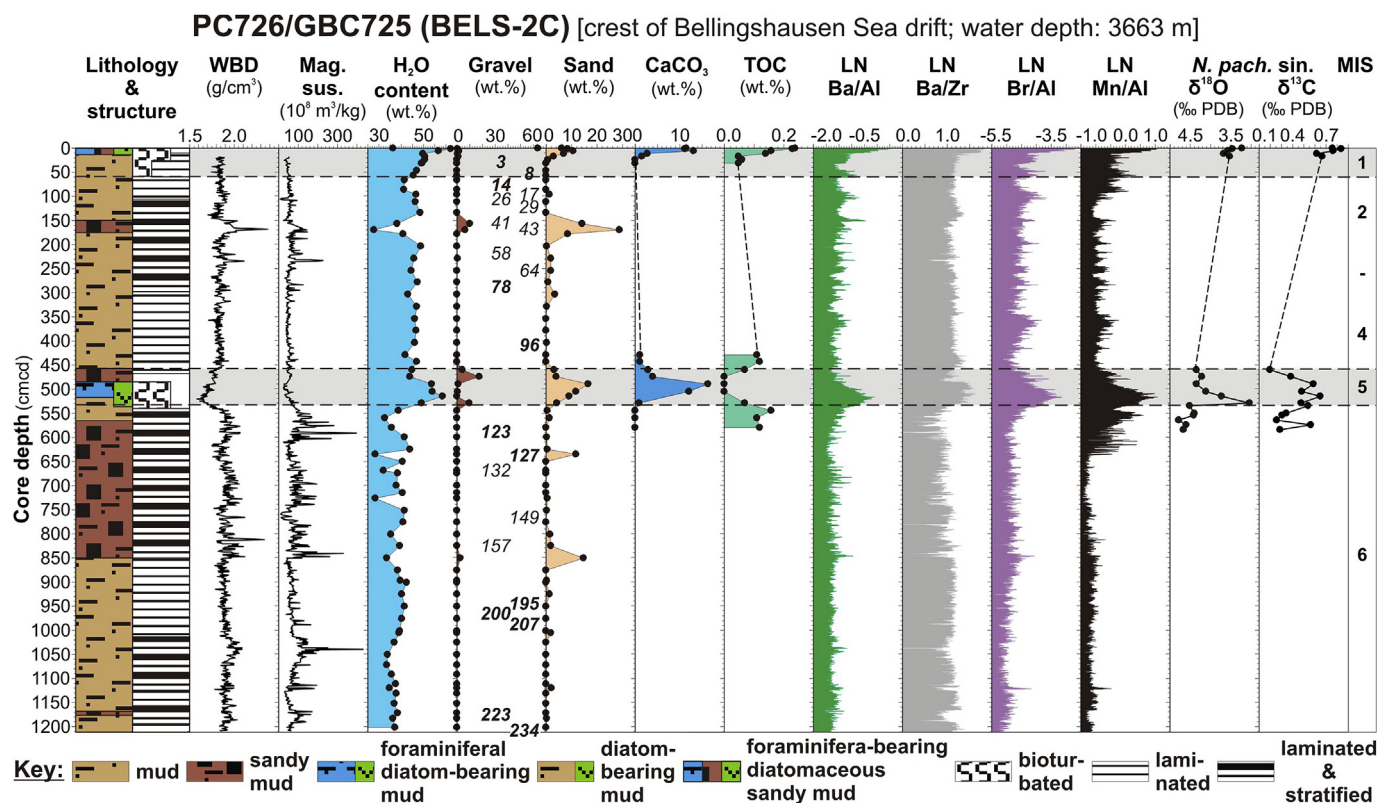 PC726/GBC725 (BELS-2C) [crest of Bellingshausen Sea drift; water depth: 3663 m]
Lithology & structure
WBD (g/cm³)
Mag. sus. (10⁸ m³/kg)
H₂O content (wt.%)
Gravel (wt.%)
Sand (wt.%)
CaCO₃ (wt.%)
TOC (wt.%)
LN Ba/Al
LN Ba/Zr
LN Br/Al
LN Mn/Al
N. pach. sin.
δ¹⁸O (‰ PDB)
δ¹³C (‰ PDB)
MIS
1.5 2.0
100 300
30 50
0 30 60
0 10 20 30
0 10
0.0 0.2
-2.0 -0.5
0.0 1.0
-5.5 -3.5
-1.0 0.0 1.0
4.5 3.5
0.1 0.4 0.7
Core depth (cmcd)
0
50
100
150
200
250
300
350
400
450
500
550
600
650
700
750
800
850
900
950
1000
1050
1100
1150
1200
3
8
14
17
26
29
41
43
58
64
78
96
123
127
132
149
157
195
200
207
223
234
1
2
-
4
5
6
Key:
mud
sandy mud
foraminiferal diatom-bearing mud
diatom-bearing mud
foraminifera-bearing diatomaceous sandy mud
biotur-bated
lami-nated
laminated & stratified